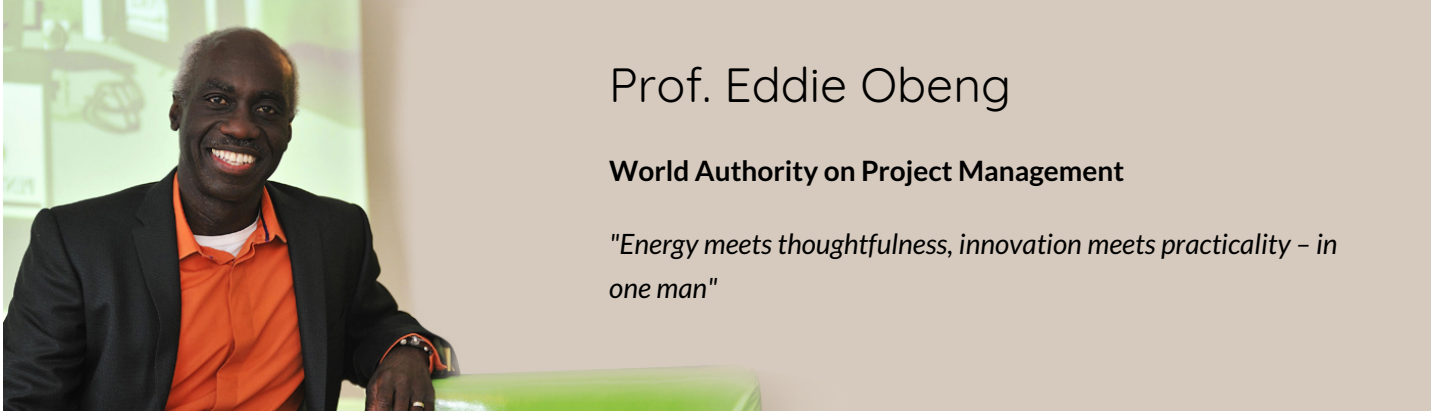 Prof. Eddie Obeng
World Authority on Project Management
"Energy meets thoughtfulness, innovation meets practicality – in
one man"